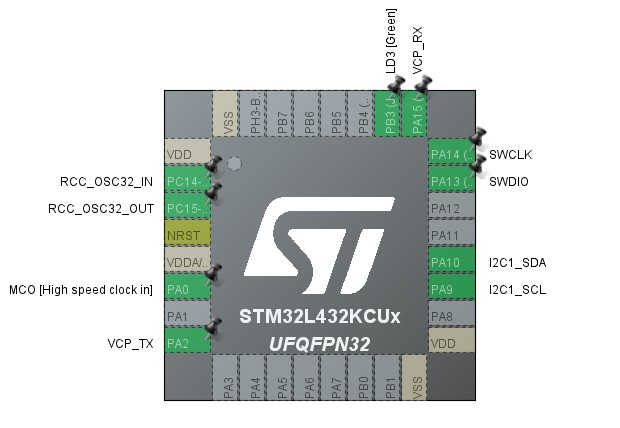 LD3 [Green]
VCP_RX
VSS
PH3-B..
PB7
PB6
PB5
PB4 (..
PB3 (J..
PA15 (..
VDD
PA14 (..
SWCLK
RCC_OSC32_IN
PC14-..
PA13 (..
SWDIO
RCC_OSC32_OUT
PC15-..
PA12
NRST
PA11
VDDA/..
PA10
I2C1_SDA
MCO [High speed clock in]
PA0
PA9
I2C1_SCL
PA1
STM32L432KCUx
PA8
VCP_TX
PA2
UFQFPN32
VDD
PA3
PA4
PA5
PA6
PA7
PB0
PB1
VSS
ST